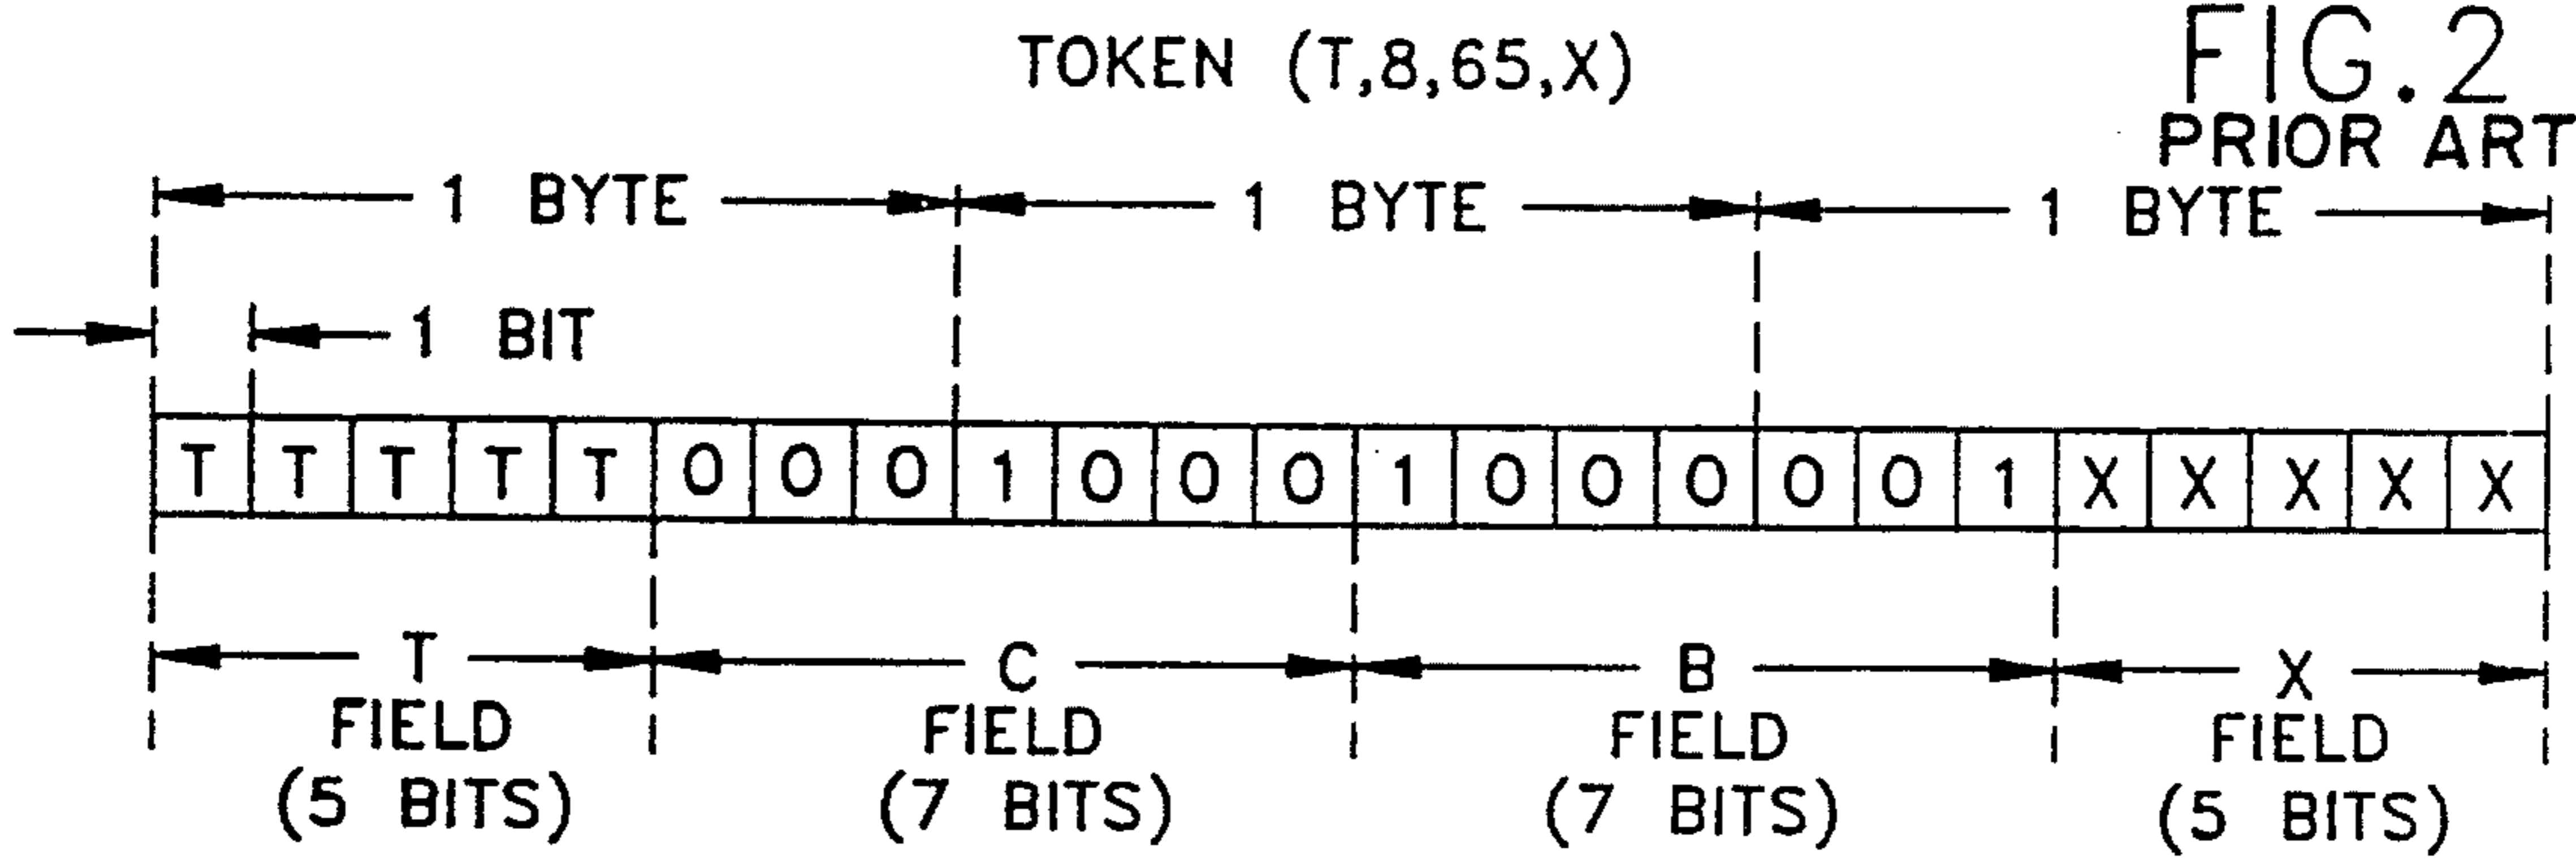 TOKEN (T,8,65,X)
FIG.2
PRIOR ART
1 BYTE 1 BYTE 1 BYTE
1 BIT
T T T T T 0 0 0 1 0 0 0 1 0 0 0 0 0 1 X X X X X
T C B X
FIELD FIELD FIELD FIELD
(5 BITS) (7 BITS) (7 BITS) (5 BITS)